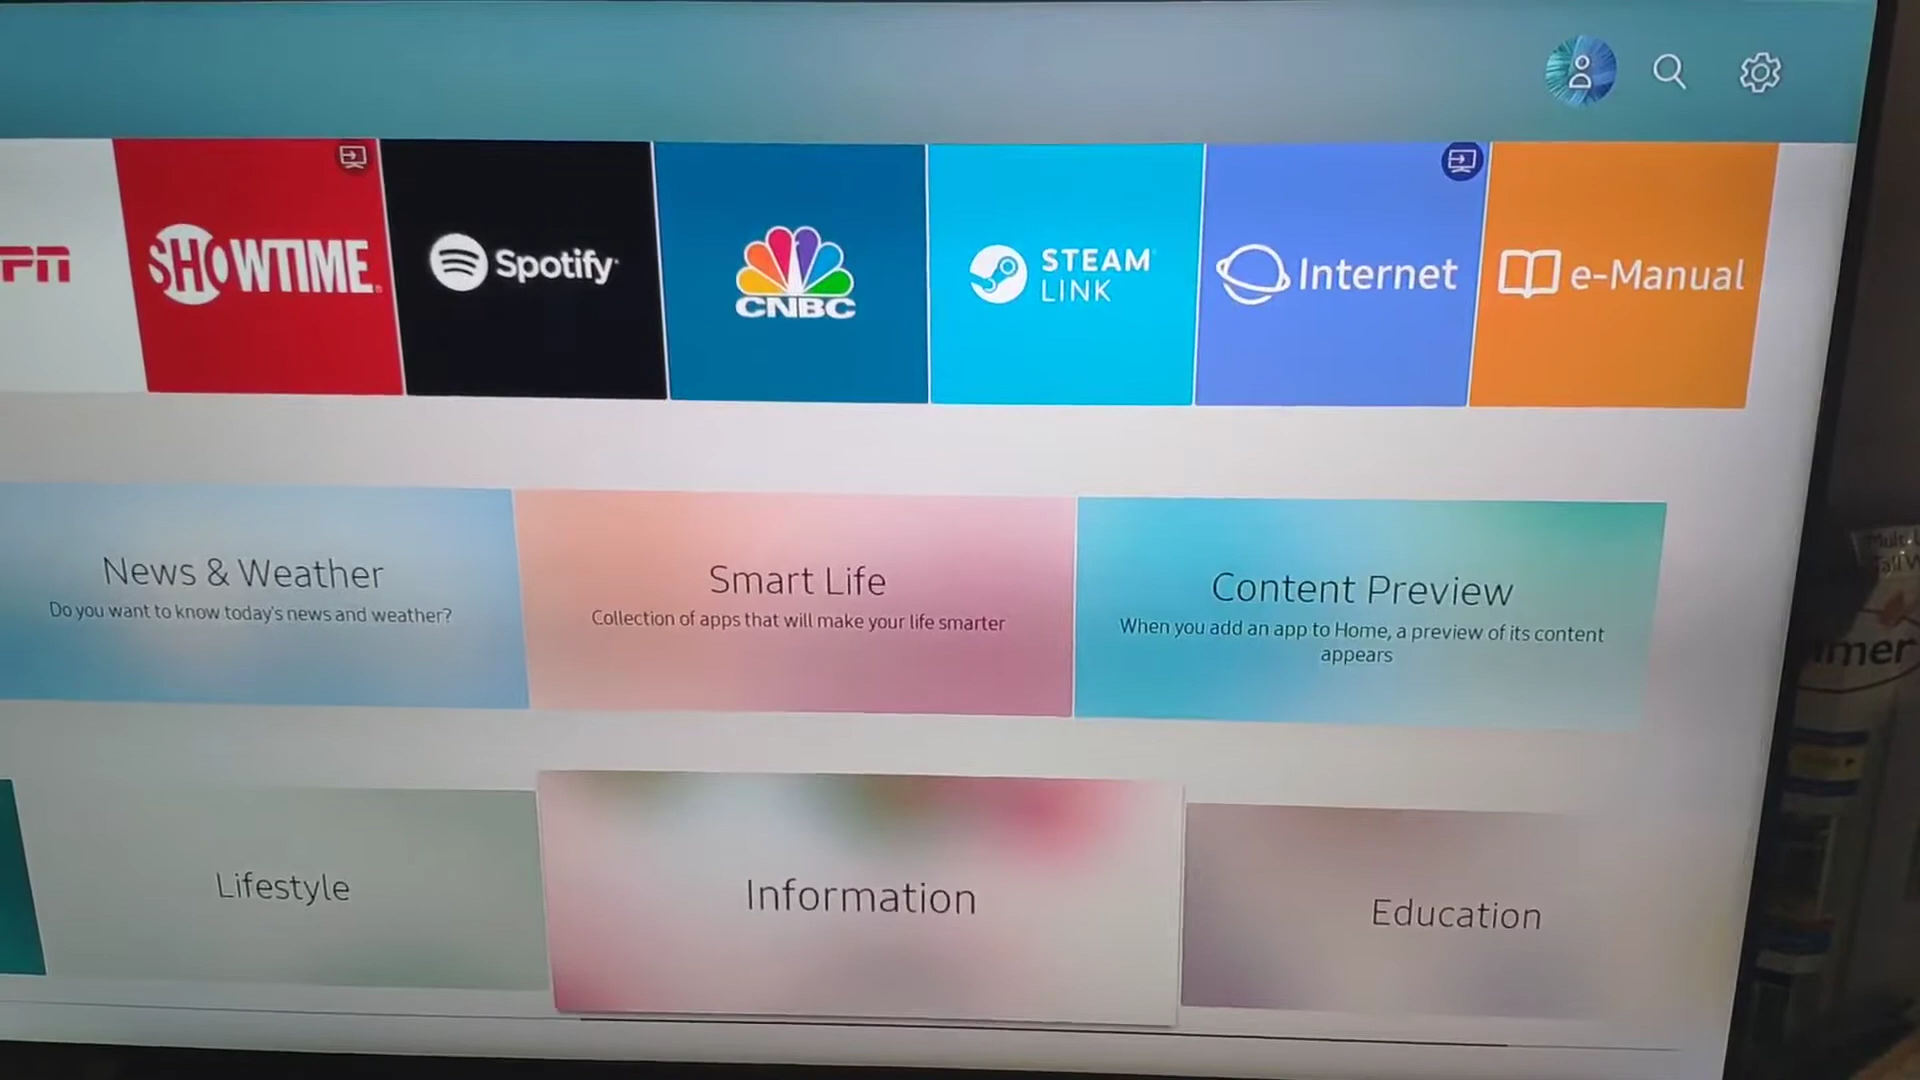 SHOWTIME
Spotify
CNBC
STEAM
LINK
Internet
e-Manual
News & Weather
Do you want to know today's news and weather?
Smart Life
Collection of apps that will make your life smarter
Content Preview
When you add an app to Home, a preview of its content
appears
Lifestyle
Information
Education